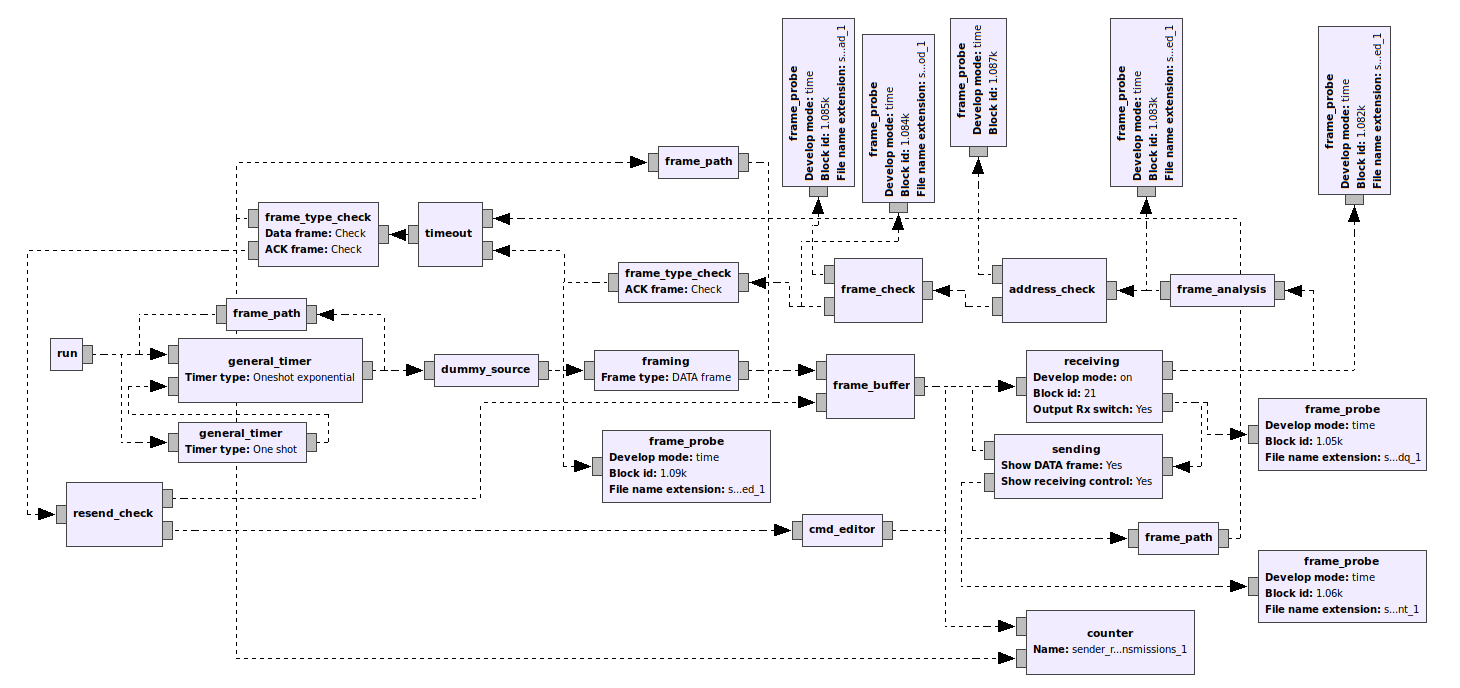 frame_probe
Develop mode: time
Block id: 1.085k
File name extension: s...ad_1
frame_probe
Develop mode: time
Block id: 1.084k
File name extension: s...od_1
frame_probe
Develop mode: time
Block id: 1.087k
frame_probe
Develop mode: time
Block id: 1.083k
File name extension: s...ed_1
frame_probe
Develop mode: time
Block id: 1.082k
File name extension: s...ed_1
frame_path
frame_type_check
Data frame: Check
ACK frame: Check
timeout
frame_type_check
ACK frame: Check
frame_check
address_check
frame_analysis
frame_path
run
general_timer
Timer type: Oneshot exponential
dummy_source
framing
Frame type: DATA frame
frame_buffer
receiving
Develop mode: on
Block id: 21
Output Rx switch: Yes
general_timer
Timer type: One shot
frame_probe
Develop mode: time
Block id: 1.09k
File name extension: s...ed_1
sending
Show DATA frame: Yes
Show receiving control: Yes
frame_probe
Develop mode: time
Block id: 1.05k
File name extension: s...dq_1
resend_check
cmd_editor
frame_path
frame_probe
Develop mode: time
Block id: 1.06k
File name extension: s...nt_1
counter
Name: sender_r...nsmissions_1